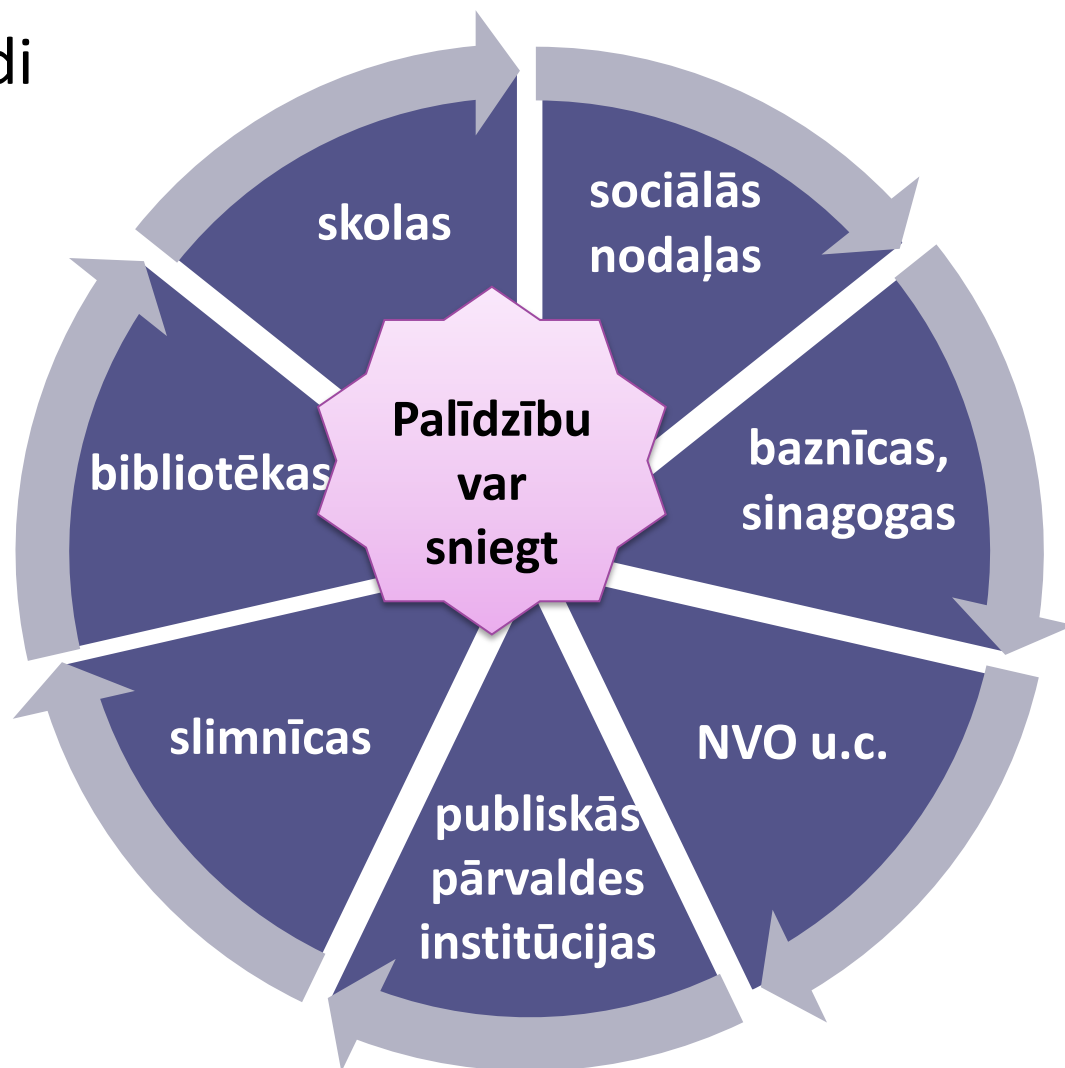 di
skolas
sociālās
nodaļas
baznīcas,
sinagogas
NVO u.c.
publiskās
pārvaldes
institūcijas
slimnīcas
bibliotēkas
Palīdzību
var
sniegt